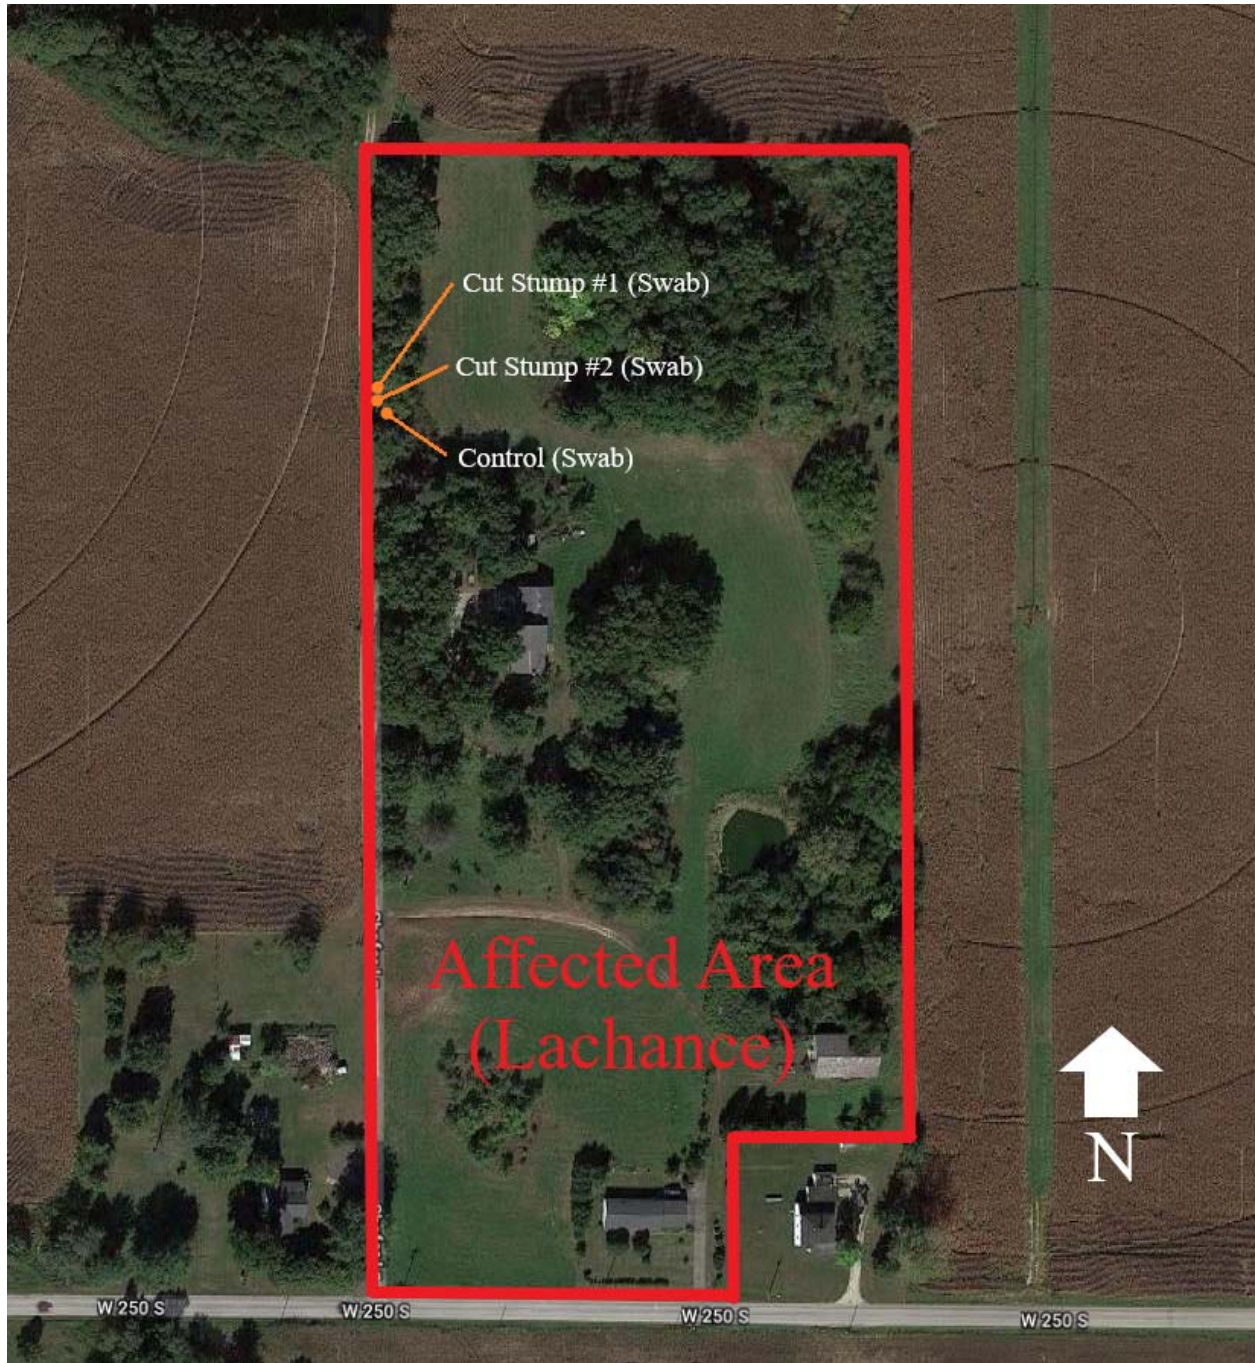 Cut Stump #1 (Swab)
Cut Stump #2 (Swab)
Control (Swab)
Affected Area
(Lachance)
N
W 250 S
W 250 S
W 250 S
W 250 S